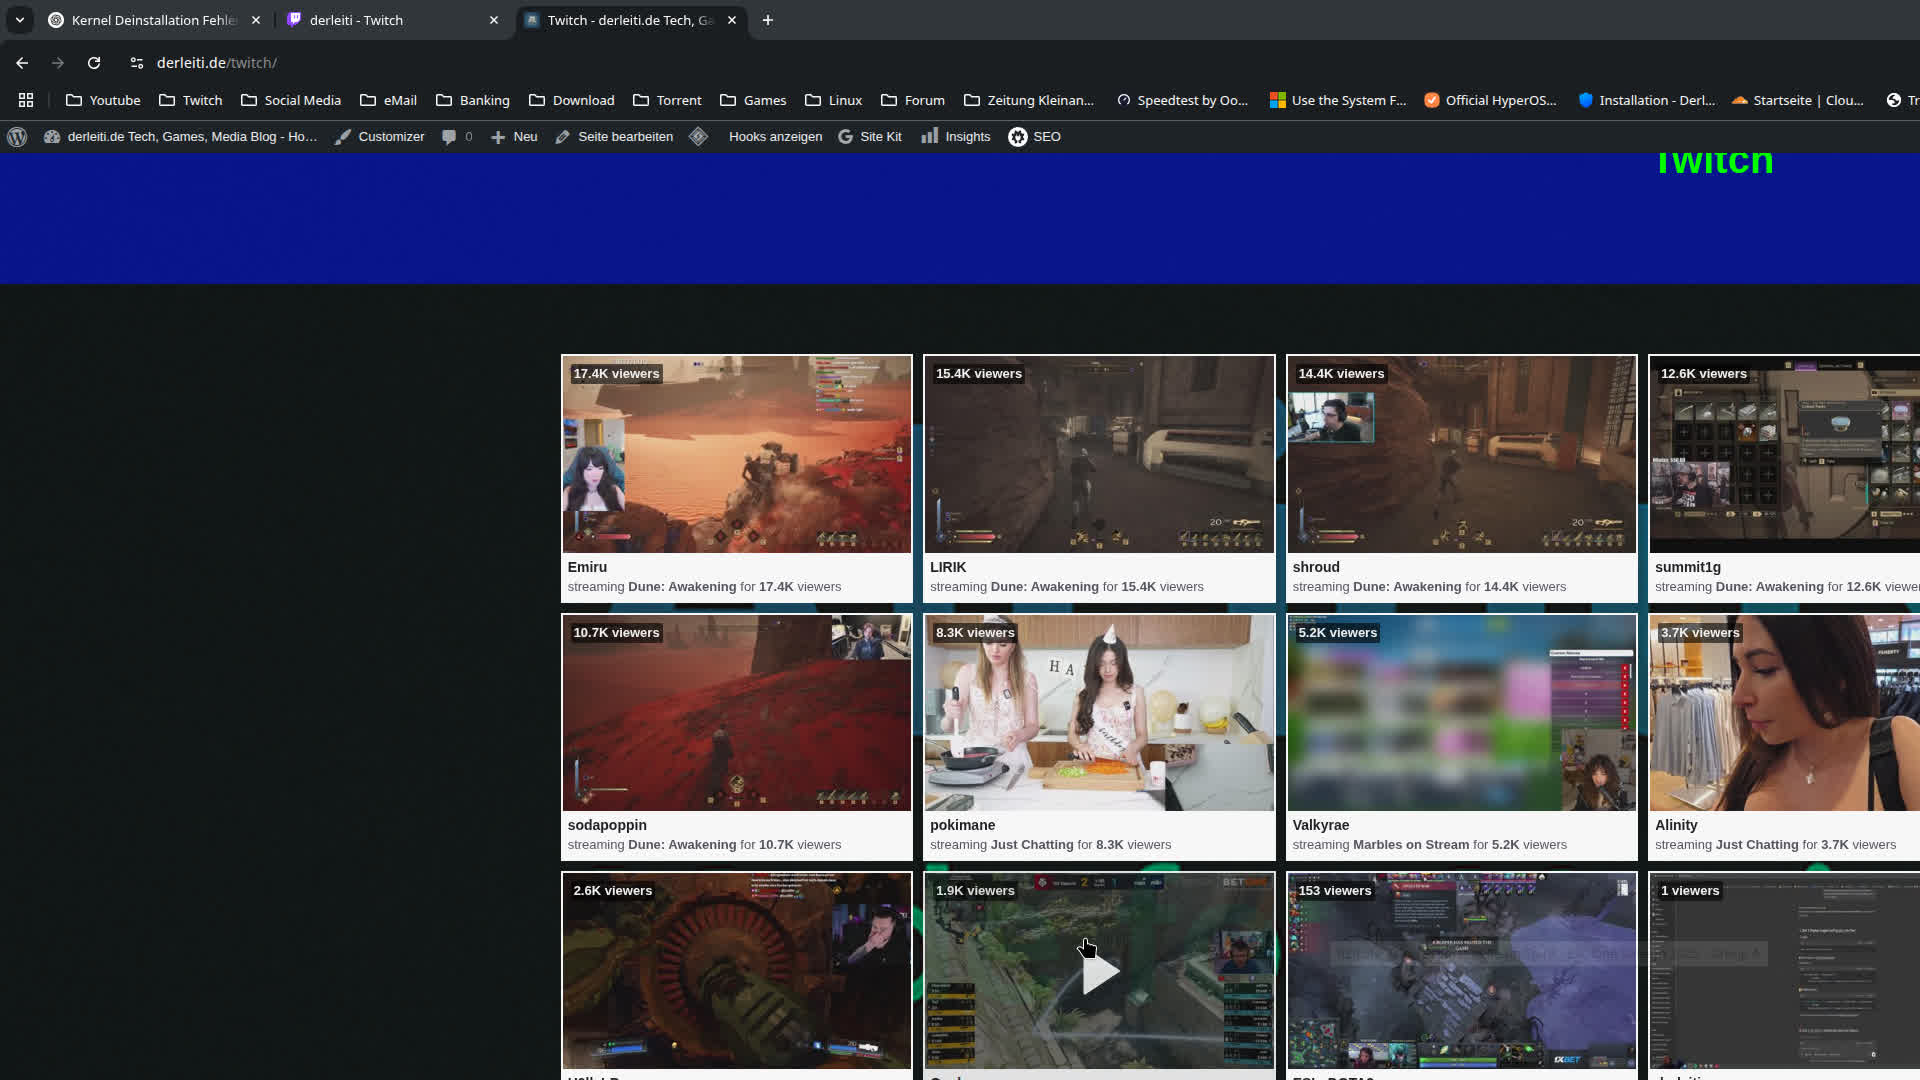 Kernel Deinstallation Fehle
derleiti - Twitch
Twitch - derleiti.de Tech, Ga
derleiti.de/twitch/
Youtube
Twitch
Social Media
eMail
Banking
Download
Torrent
Games
Linux
Forum
Zeitung Kleinan...
Speedtest by Oo...
Use the System F...
Official HyperOS...
Installation - Derl...
Startseite | Clou...
Tr
derleiti.de Tech, Games, Media Blog - Ho...
Customizer
0
Neu
Seite bearbeiten
Hooks anzeigen
Site Kit
Insights
SEO
Twitch
17.4K viewers
15.4K viewers
14.4K viewers
12.6K viewers
20
20
Emiru
LIRIK
shroud
summit1g
streaming Dune: Awakening for 17.4K viewers
streaming Dune: Awakening for 15.4K viewers
streaming Dune: Awakening for 14.4K viewers
streaming Dune: Awakening for 12.6K viewe
10.7K viewers
8.3K viewers
5.2K viewers
3.7K viewers
H A
sodapoppin
pokimane
Valkyrae
Alinity
streaming Dune: Awakening for 10.7K viewers
streaming Just Chatting for 8.3K viewers
streaming Marbles on Stream for 5.2K viewers
streaming Just Chatting for 3.7K viewers
2.6K viewers
1.9K viewers
153 viewers
1 viewers
1XBET